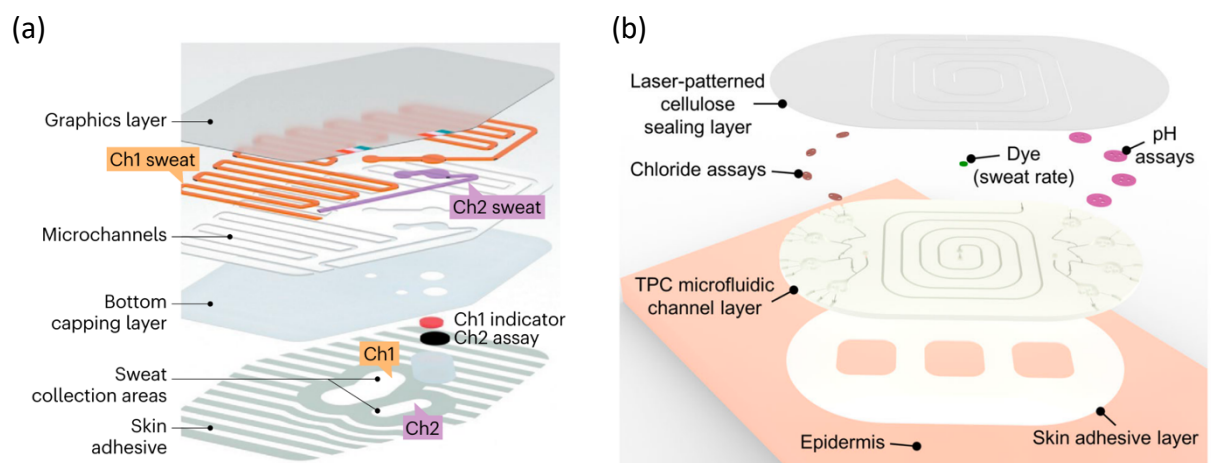 (a)
Graphics layer
Ch1 sweat
Ch2 sweat
Microchannels
Bottom
capping layer
Ch1 indicator
Ch2 assay
Ch1
Sweat
collection areas
Ch2
Skin
adhesive
(b)
Laser-patterned
cellulose
sealing layer
pH
assays
Dye
(sweat rate)
Chloride assays
TPC microfluidic
channel layer
Epidermis
Skin adhesive layer